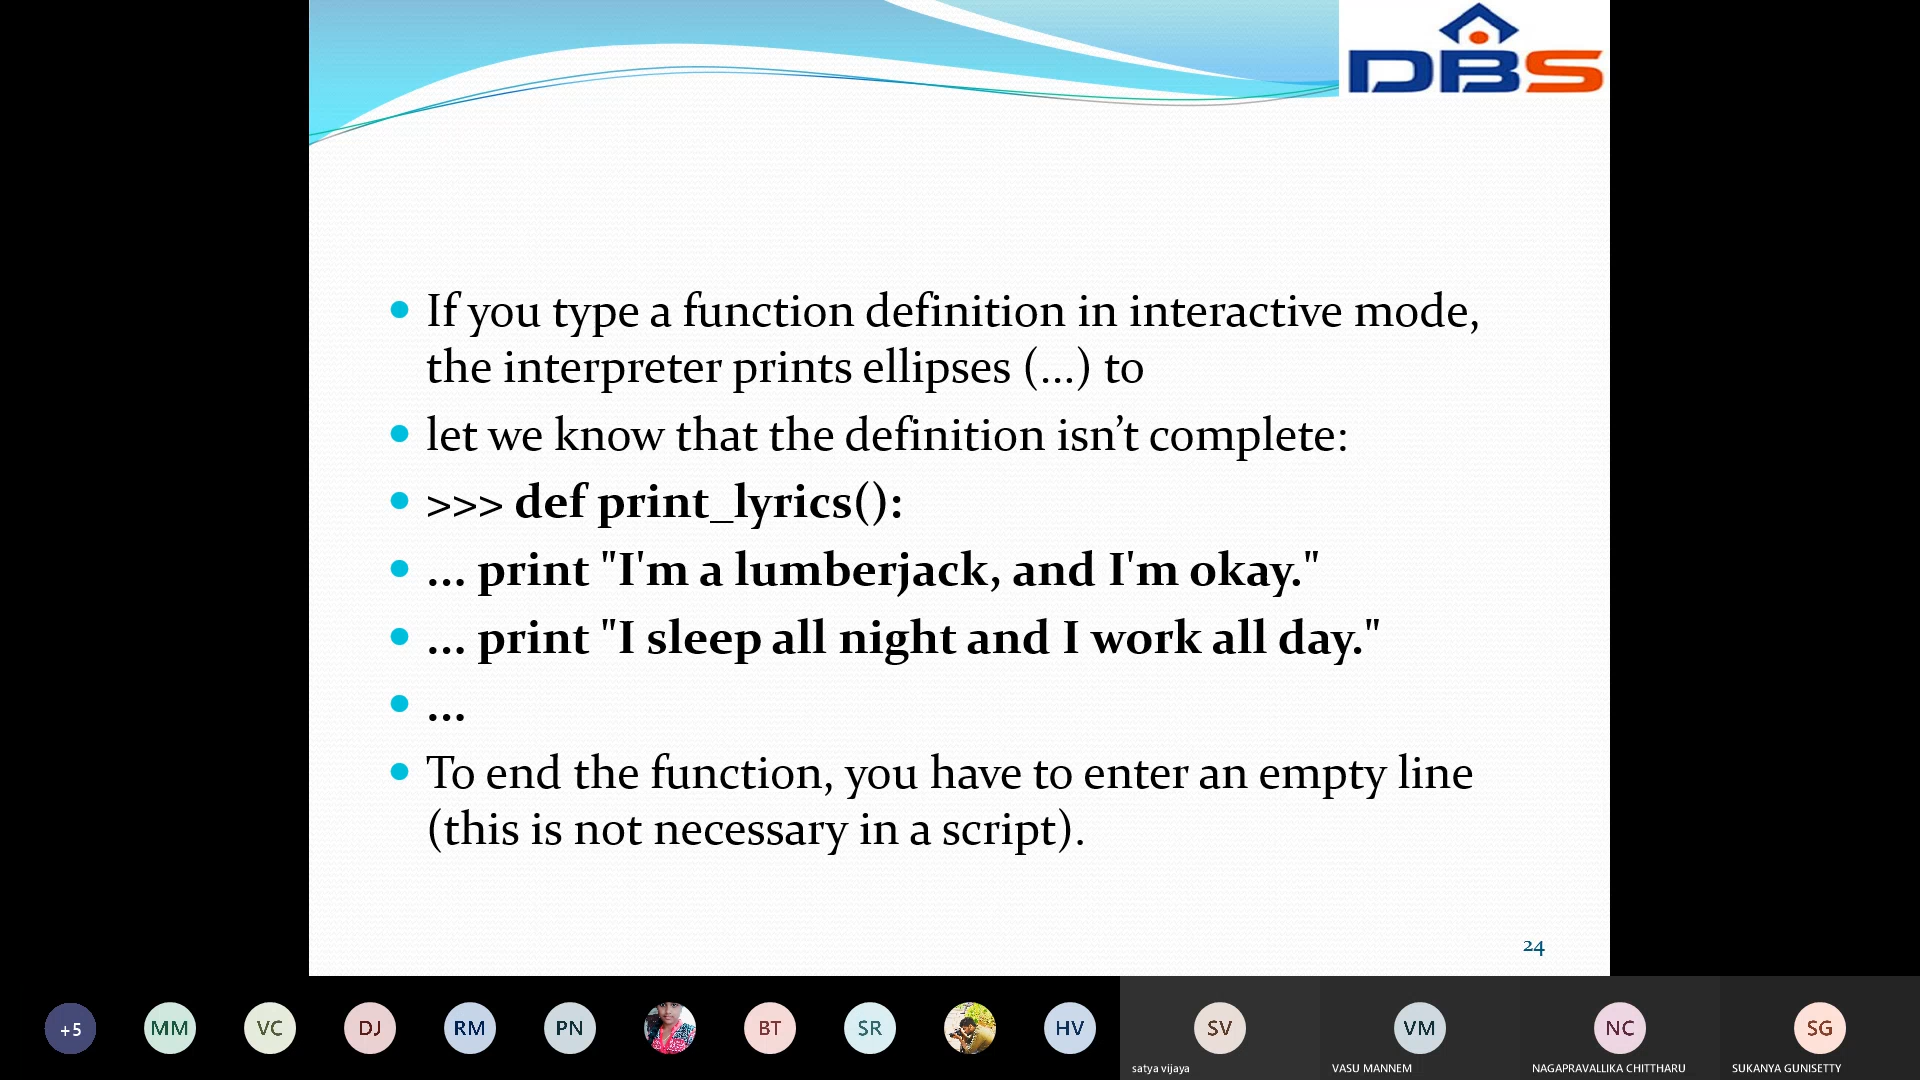 DBS
• If you type a function definition in interactive mode,
the interpreter prints ellipses (...) to
• let we know that the definition isn’t complete:
• >>> def print_lyrics():
• ... print "I'm a lumberjack, and I'm okay."
• ... print "I sleep all night and I work all day."
• ...
• To end the function, you have to enter an empty line
(this is not necessary in a script).
24
+5 MM VC DJ RM PN BT SR HV SV VM NC SG
satya vijaya VASU MANNEM NAGAPRAVALLIKA CHITTHARU SUKANYA GUNISETTY